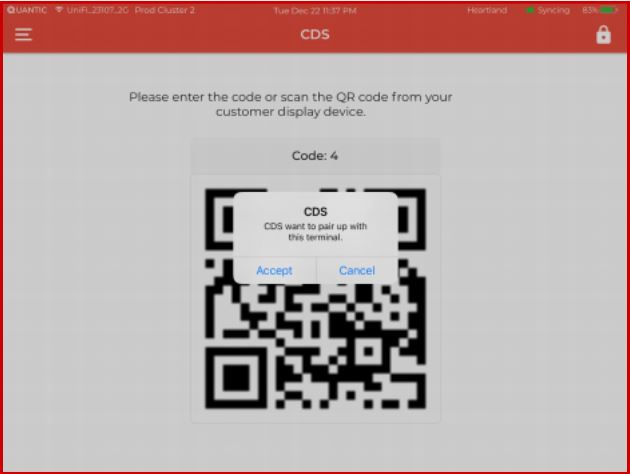 QUANTIC UniFi_23107_2G Prod Cluster 2 Tue Dec 22 11:37 PM Heartland Syncing 83%
CDS
Please enter the code or scan the QR code from your
customer display device.
Code: 4
CDS
CDS want to pair up with
this terminal.
Accept Cancel